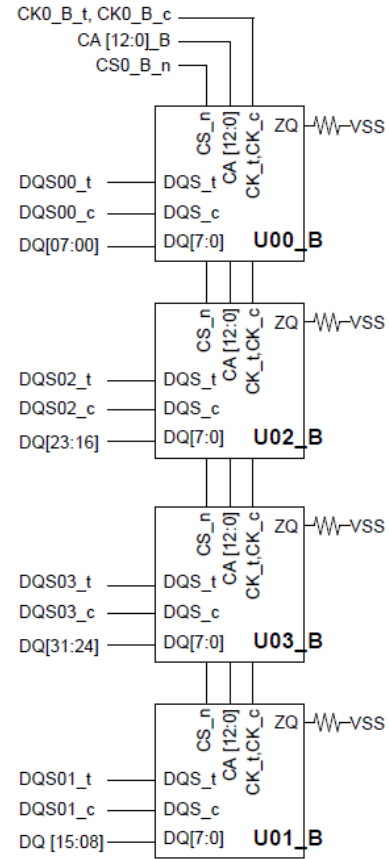 CK0_B_t, CK0_B_c
CA [12:0]_B
CS0_B_n
CS_n
CA [12:0]
CK_t,CK_c
ZQ
VSS
DQS00_t
DQS_t
DQS00_c
DQS_c
DQ[07:00]
DQ[7:0]
U00_B
CS_n
CA [12:0]
CK_t,CK_c
ZQ
VSS
DQS02_t
DQS_t
DQS02_c
DQS_c
DQ[23:16]
DQ[7:0]
U02_B
CS_n
CA [12:0]
CK_t,CK_c
ZQ
VSS
DQS03_t
DQS_t
DQS03_c
DQS_c
DQ[31:24]
DQ[7:0]
U03_B
CS_n
CA [12:0]
CK_t,CK_c
ZQ
VSS
DQS01_t
DQS_t
DQS01_c
DQS_c
DQ [15:08]
DQ[7:0]
U01_B